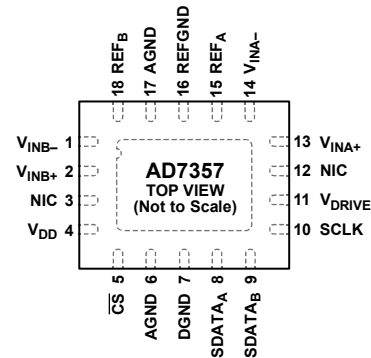 18 REFB
17 AGND
16 REFGND
15 REFA
14 VINA–
VINB– 1
VINB+ 2
NIC 3
VDD 4
AD7357
TOP VIEW
(Not to Scale)
13 VINA+
12 NIC
11 VDRIVE
10 SCLK
CS 5
AGND 6
DGND 7
SDATAA 8
SDATAB 9